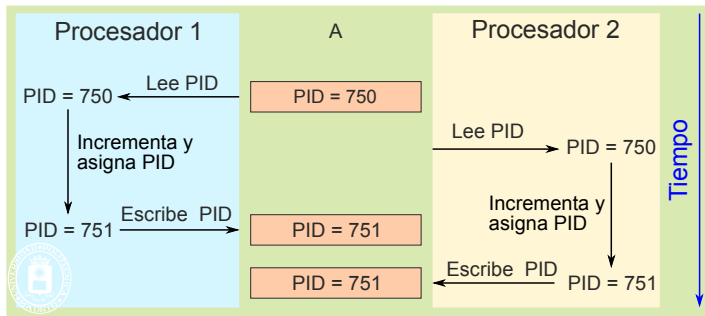 Procesador 1
A
Procesador 2
Lee PID
PID = 750
PID = 750
Lee PID
PID = 750
Incrementa y
asigna PID
Tiempo
Incrementa y
asigna PID
PID = 751
Escribe PID
PID = 751
Escribe PID
PID = 751
PID = 751